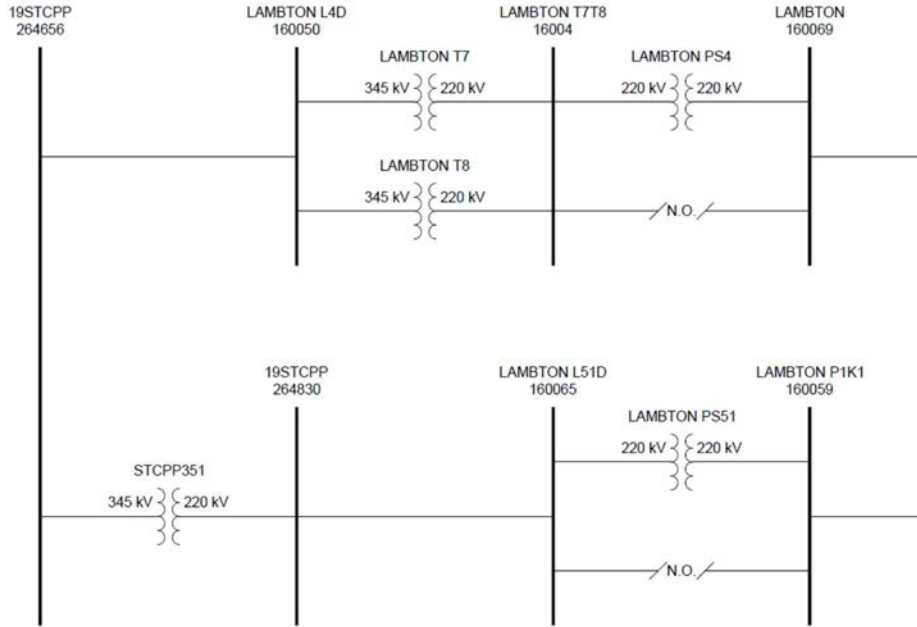 19STCPP
264656
LAMBTON L4D
160050
LAMBTON T7T8
16004
LAMBTON
160069
LAMBTON T7
345 kV
220 kV
LAMBTON PS4
220 kV
220 kV
LAMBTON T8
345 kV
220 kV
N.O.
19STCPP
264830
LAMBTON L51D
160065
LAMBTON P1K1
160059
LAMBTON PS51
220 kV
220 kV
STCPP351
345 kV
220 kV
N.O.